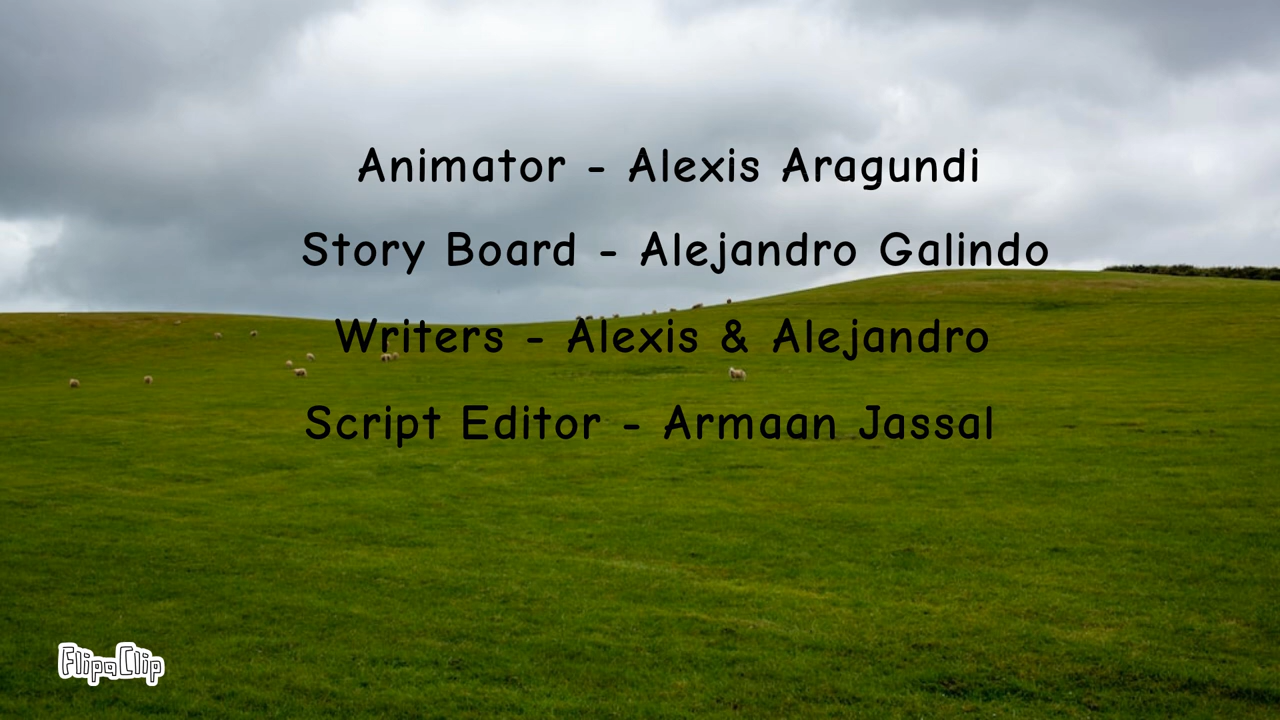 Animator - Alexis Aragundi
Story Board - Alejandro Galindo
Writers - Alexis & Alejandro
Script Editor - Armaan Jassal
FlipaClip